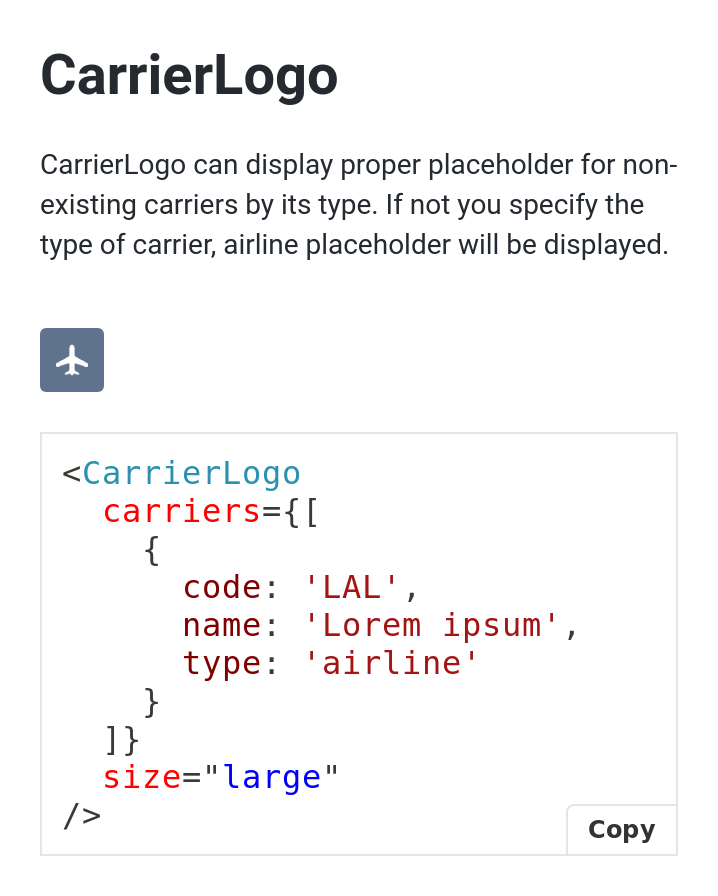 CarrierLogo
CarrierLogo can display proper placeholder for non-
existing carriers by its type. If not you specify the
type of carrier, airline placeholder will be displayed.
<CarrierLogo
  carriers={[
    {
      code: 'LAL',
      name: 'Lorem ipsum',
      type: 'airline'
    }
  ]}
  size="large"
/>
Copy